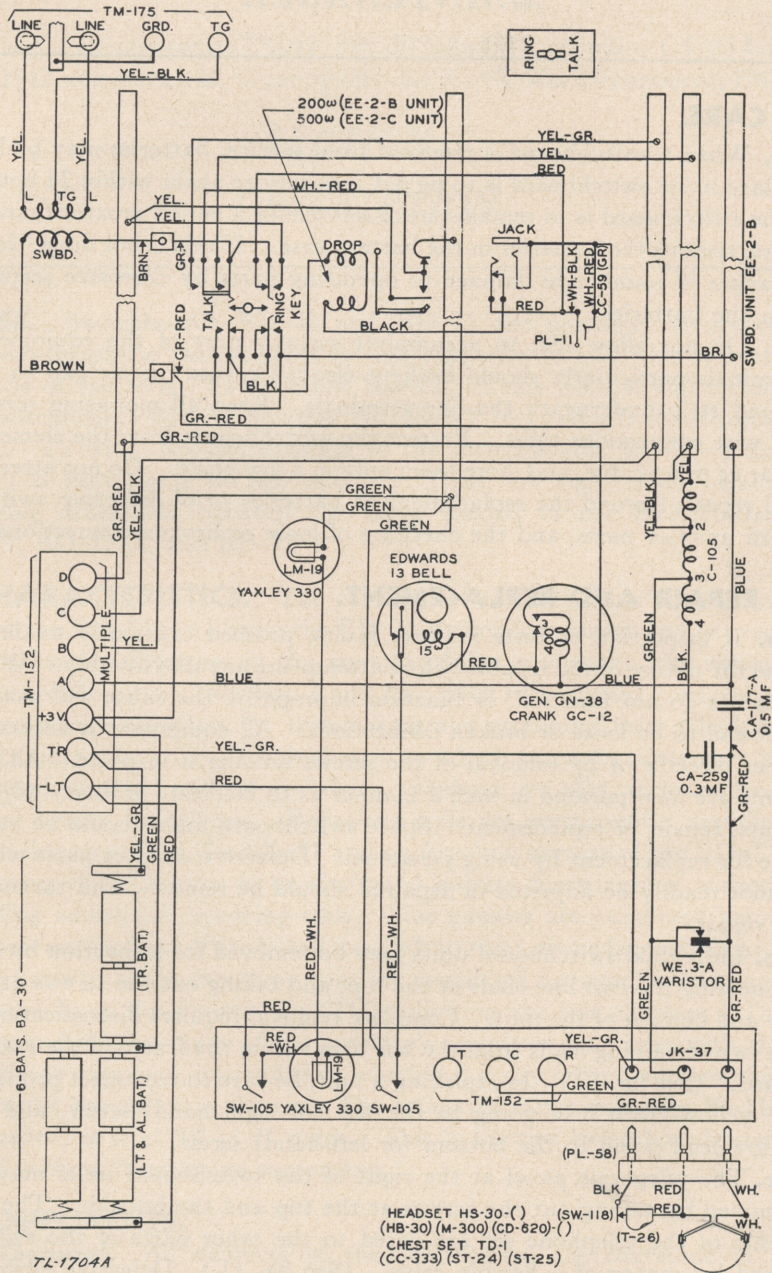 TM-175
LINE LINE GRD. TG
YEL.-BLK.
RING
TALK
200ω (EE-2-B UNIT)
500ω (EE-2-C UNIT)
YEL.-GR.
YEL.
RED
WH.-RED
YEL.
YEL.
YEL.
YEL.
L TG L
SWBD.
BRN.
GR.
DROP
JACK
TALK
RING
KEY
RED
WH.-BLK
WH.-RED
CC-59 (GR)
BLACK
PL-11
SWBD. UNIT EE-2-B
BROWN
GR.-RED
BLK.
BR.
GR.-RED
GR.-RED
GR.-RED
YEL.-BLK.
GREEN
GREEN
GREEN
YEL.-BLK.
YEL.
1
2
3
4
C-105
BLUE
LM-19
YAXLEY 330
EDWARDS
13 BELL
15ω
RED
400ω
GEN. GN-38
CRANK GC-12
BLUE
GREEN
BLK.
TM-152
D
C
B
A
+3V
TR
-LT
MULTIPLE
YEL.
BLUE
CA-177-A
0.5 MF
CA-259
0.3 MF
GR-RED
YEL.-GR.
RED
YEL.-GR.
GREEN
RED
6-BATS. BA-30
(TR. BAT)
(LT. & AL. BAT)
RED-WH.
RED-WH.
W.E. 3-A
VARISTOR
GREEN
GR.-RED
RED
RED
-WH.
LM-19
SW-105 YAXLEY 330 SW-105
T C R
TM-152
YEL.-GR.
JK-37
GREEN
GR.-RED
(PL-58)
BLK. RED WH.
(SW-118) RED
(T-26)
WH.
HEADSET HS-30-( )
(HB-30) (M-300) (CD-620)-( )
CHEST SET TD-1
(CC-333) (ST-24) (ST-25)
TL-1704A